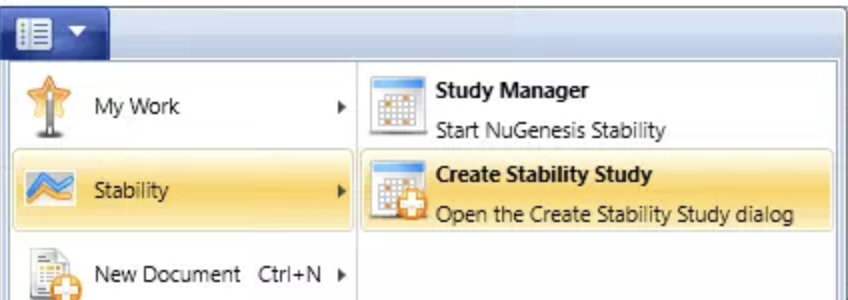 My Work
Study Manager
Start NuGenesis Stability
Stability
Create Stability Study
Open the Create Stability Study dialog
New Document Ctrl+N